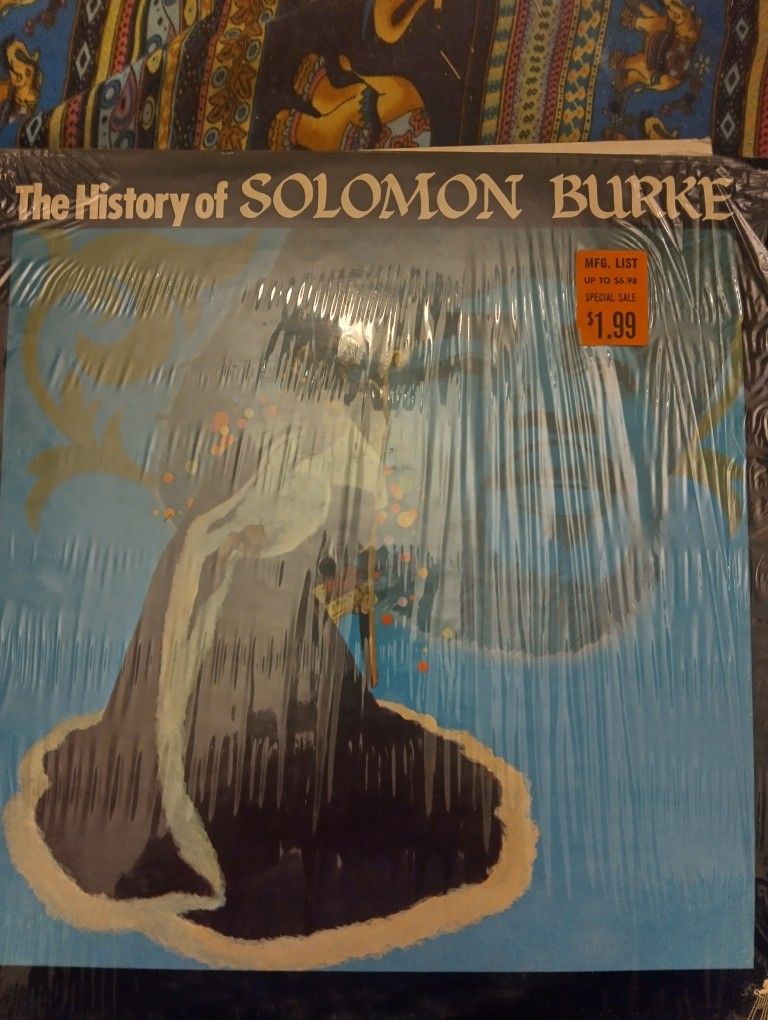 The History of SOLOMON BURKE
MFG. LIST
UP TO $6.98
SPECIAL SALE
$1.99